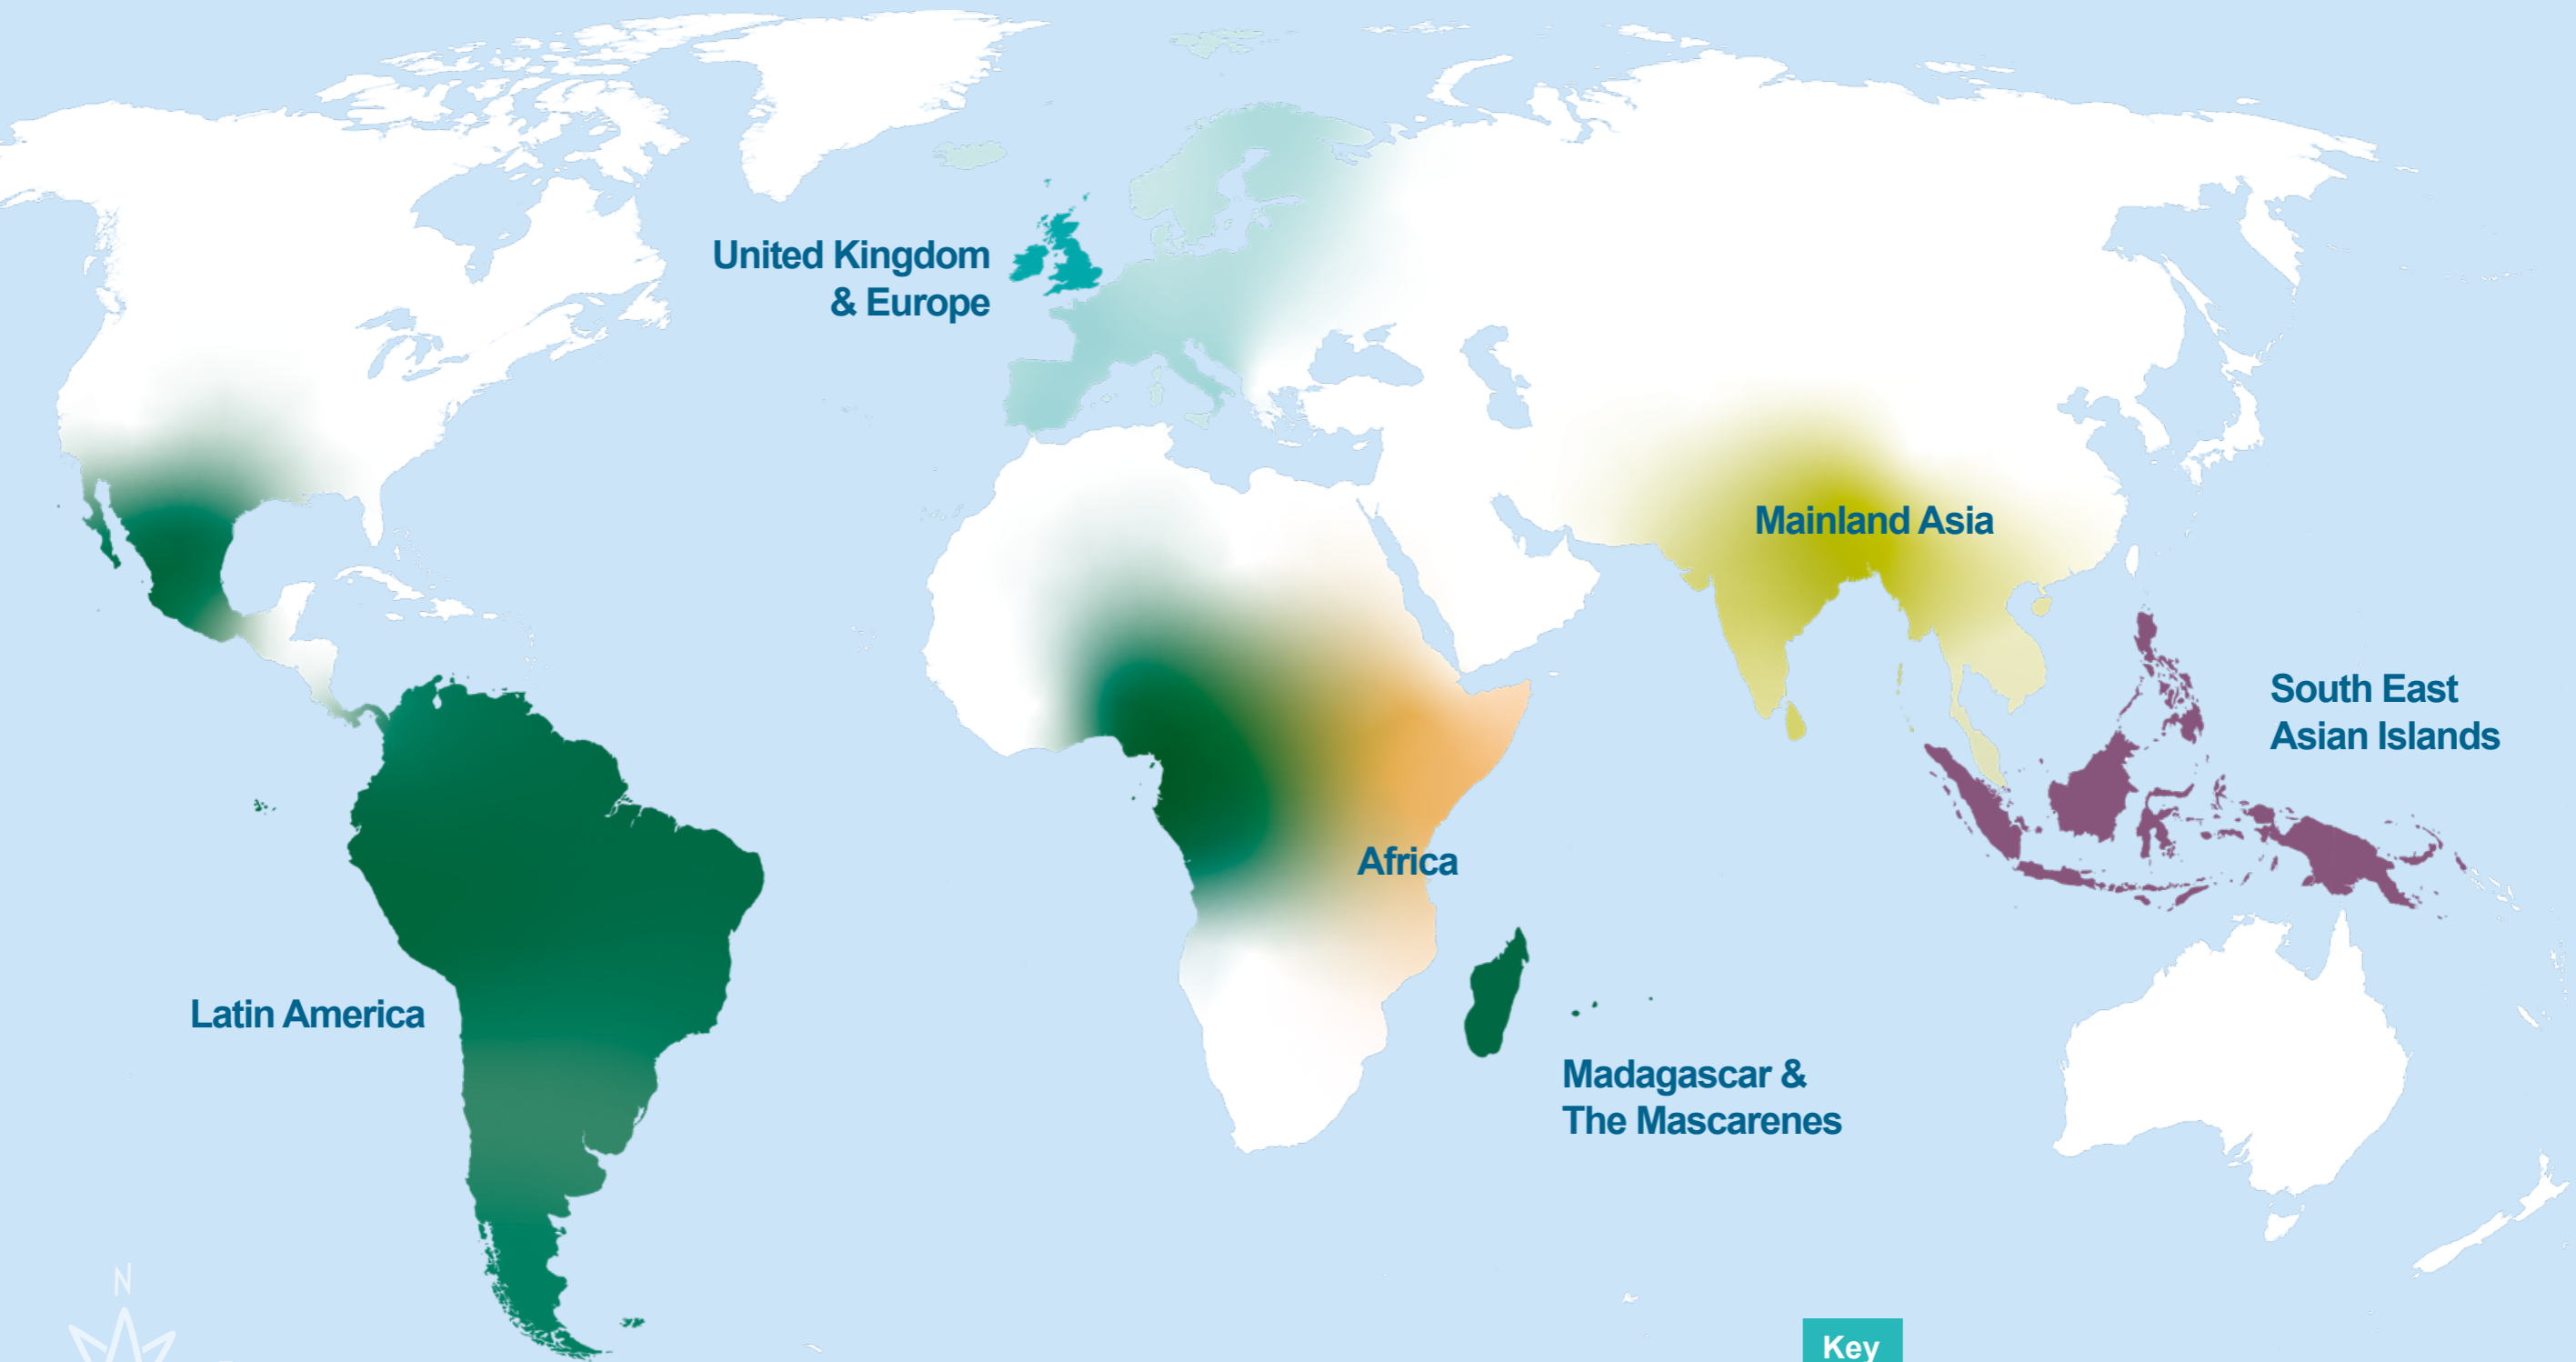 United Kingdom
& Europe
Mainland Asia
South East
Asian Islands
Africa
Latin America
Madagascar &
The Mascarenes
N
Key